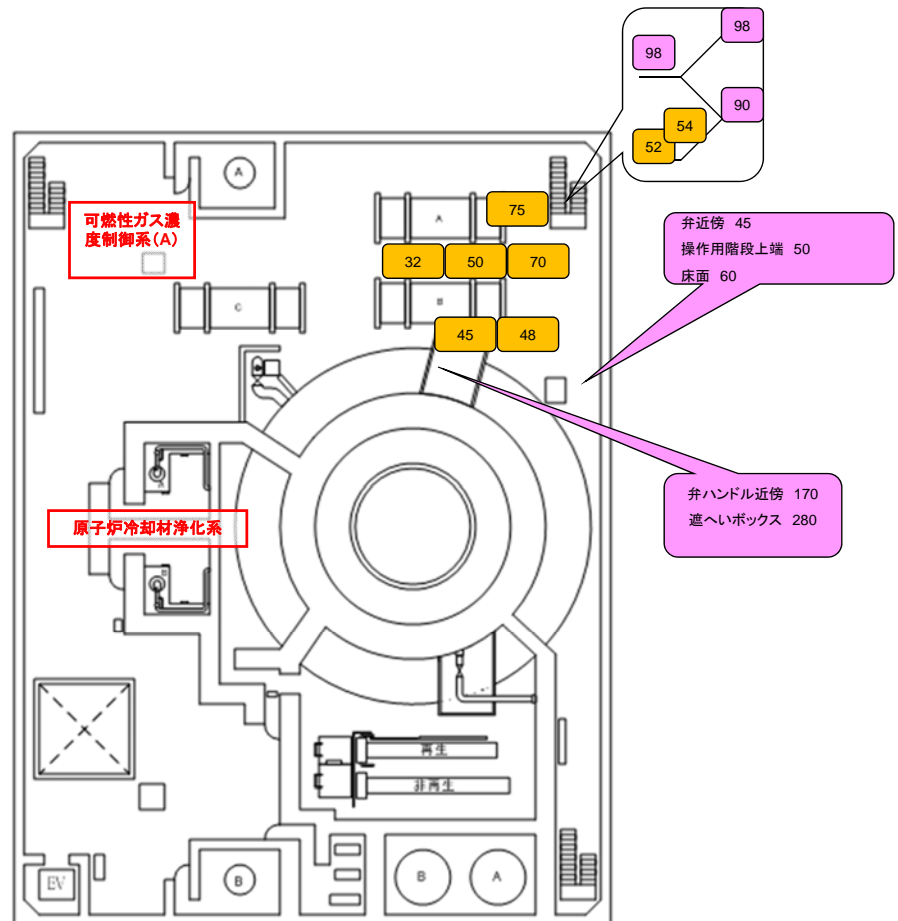 98
98
90
54
52
A
可燃性ガス濃
度制御系(A)
75
A
弁近傍 45
操作用階段上端 50
床面 60
32
50
70
C
B
45
48
A
弁ハンドル近傍 170
遮へいボックス 280
原子炉冷却材浄化系
B
再生
非再生
EV
B
B
A